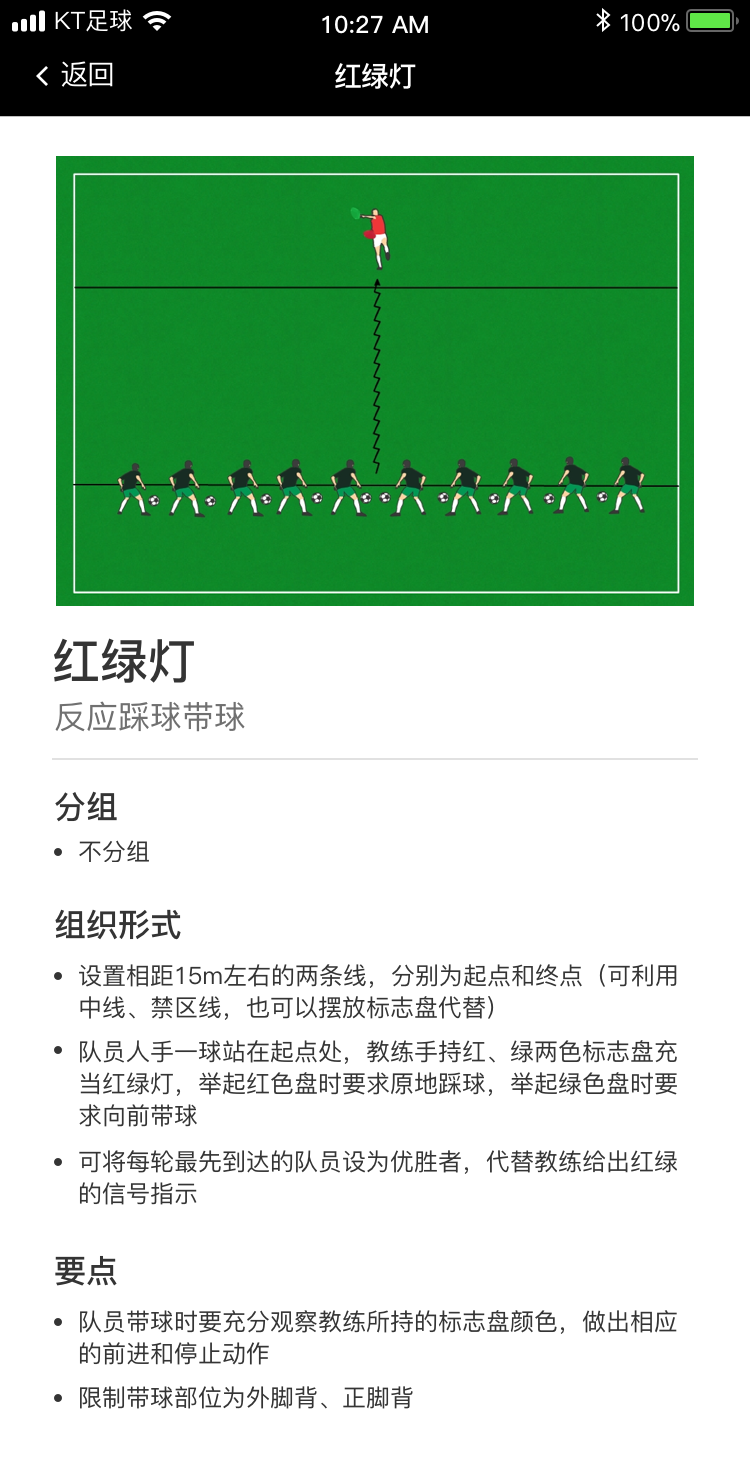 KT足球
10:27 AM
100%
返回
红绿灯
红绿灯
反应踩球带球
分组
• 不分组
组织形式
• 设置相距15m左右的两条线，分别为起点和终点（可利用
中线、禁区线，也可以摆放标志盘代替）
• 队员人手一球站在起点处，教练手持红、绿两色标志盘充
当红绿灯，举起红色盘时要求原地踩球，举起绿色盘时要
求向前带球
• 可将每轮最先到达的队员设为优胜者，代替教练给出红绿
的信号指示
要点
• 队员带球时要充分观察教练所持的标志盘颜色，做出相应
的前进和停止动作
• 限制带球部位为外脚背、正脚背